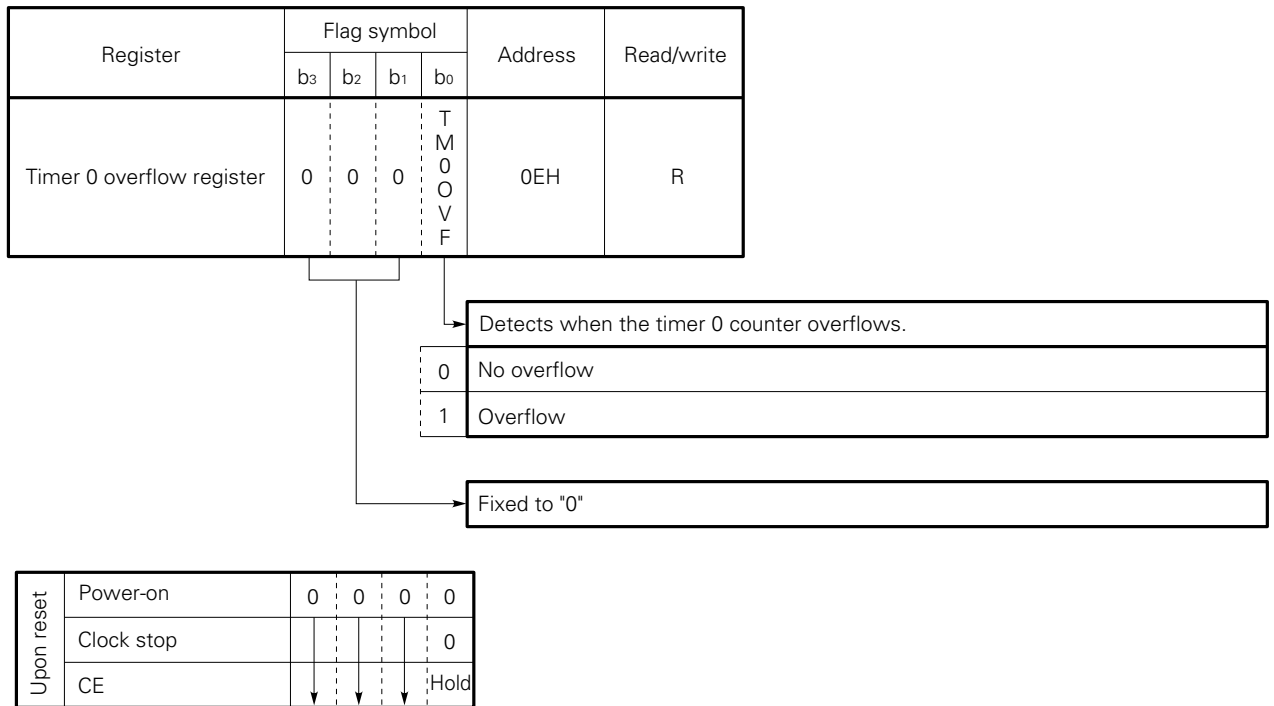 Register Flag symbol Address Read/write
b3 b2 b1 b0
Timer 0 overflow register 0 0 0 TM0OVF 0EH R
Detects when the timer 0 counter overflows.
0 No overflow
1 Overflow
Fixed to "0"
Upon reset
Power-on 0 0 0 0
Clock stop 0
CE Hold